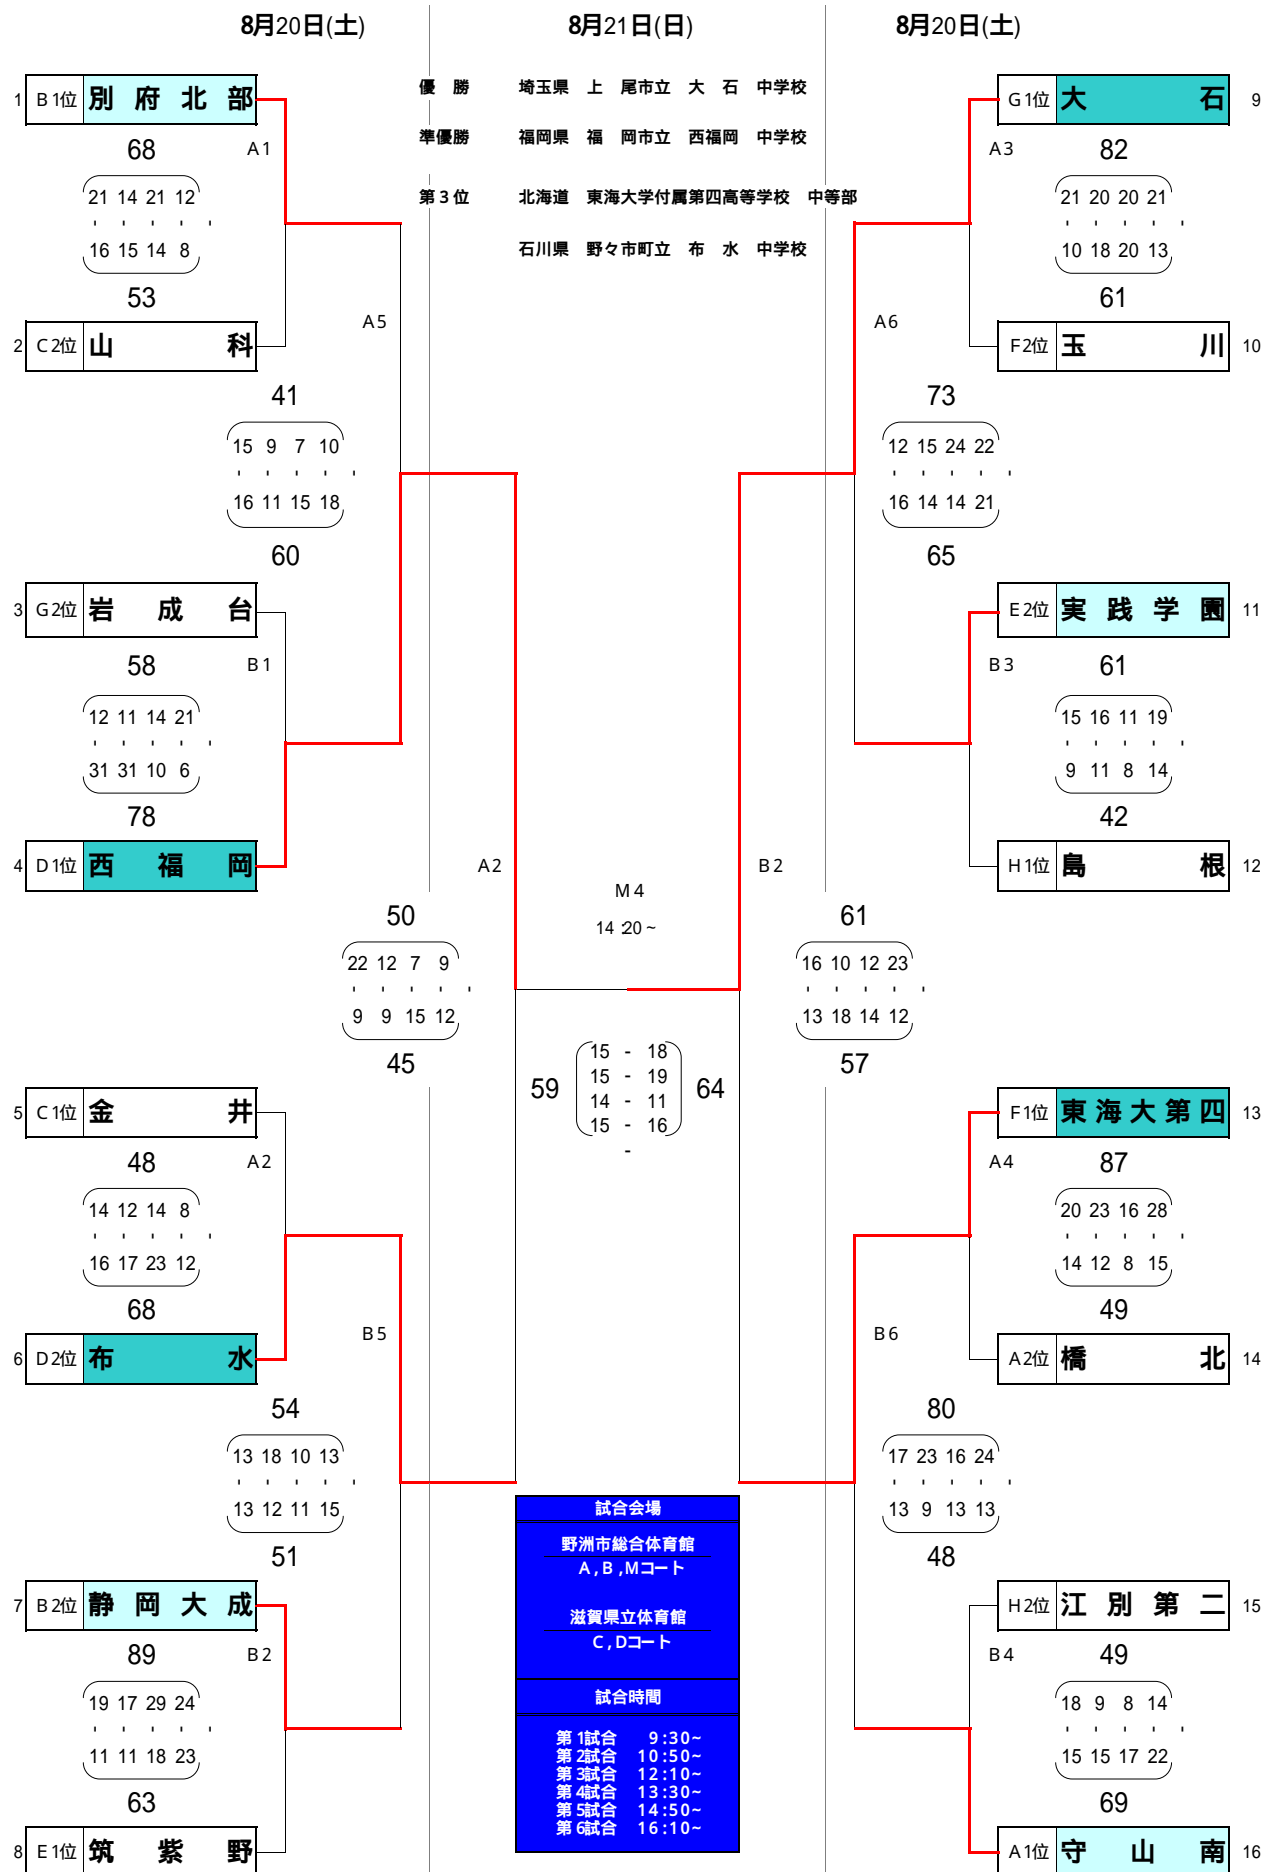 8月20日(土) 8月21日(日) 8月20日(土)
優　勝　埼玉県　上　尾市立　大　石　中学校
準優勝　福岡県　福　岡市立　西福岡　中学校
第３位　北海道　東海大学付属第四高等学校　中等部
石川県　野々市町立　布　水　中学校
1 B1位 別府北部
68 A1
21 14 21 12
- - - - -
16 15 14 8
53
2 C2位 山科
A5
41
15 9 7 10
- - - - -
16 11 15 18
60
3 G2位 岩成台
58 B1
12 11 14 21
- - - - -
31 31 10 6
78
4 D1位 西福岡
A2
50
22 12 7 9
- - - - -
9 9 15 12
45
5 C1位 金井
48 A2
14 12 14 8
- - - - -
16 17 23 12
68
6 D2位 布水
B5
54
13 18 10 13
- - - - -
13 12 11 15
51
7 B2位 静岡大成
89 B2
19 17 29 24
- - - - -
11 11 18 23
63
8 E1位 筑紫野
M4
14:20~
59 64
15 - 18
15 - 19
14 - 11
15 - 16
-
試合会場
野洲市総合体育館
A,B,Mコート
滋賀県立体育館
C,Dコート
試合時間
第1試合 9:30~
第2試合 10:50~
第3試合 12:10~
第4試合 13:30~
第5試合 14:50~
第6試合 16:10~
G1位 大石 9
A3 82
21 20 20 21
- - - - -
10 18 20 13
61
F2位 玉川 10
A6
73
12 15 24 22
- - - - -
16 14 14 21
65
E2位 実践学園 11
B3 61
15 16 11 19
- - - - -
9 11 8 14
42
H1位 島根 12
B2
61
16 10 12 23
- - - - -
13 18 14 12
57
F1位 東海大第四 13
A4 87
20 23 16 28
- - - - -
14 12 8 15
49
A2位 橋北 14
B6
80
17 23 16 24
- - - - -
13 9 13 13
48
H2位 江別第二 15
B4 49
18 9 8 14
- - - - -
15 15 17 22
69
A1位 守山南 16